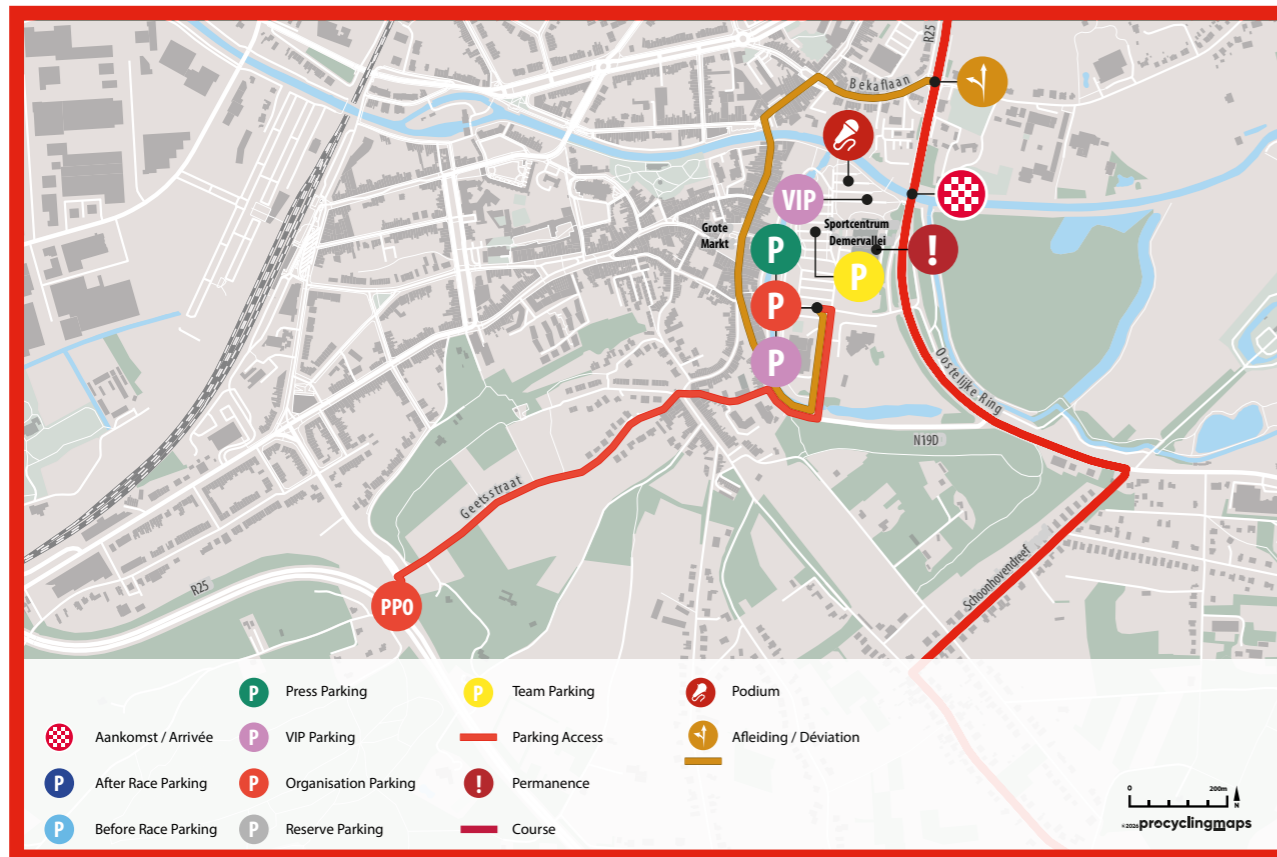 R25
Bekaflaan
VIP
Grote
Markt
Sportcentrum
Demervallei
P
!
P
P
P
Oostelijke Ring
N19D
Geetsstraat
Schoonhovendreef
R25
PPO
P Press Parking
P Team Parking
Podium
Aankomst / Arrivée
P VIP Parking
Parking Access
Afleiding / Déviation
P After Race Parking
P Organisation Parking
! Permanence
P Before Race Parking
P Reserve Parking
Course
0 200m
N
©2026 procyclingmaps